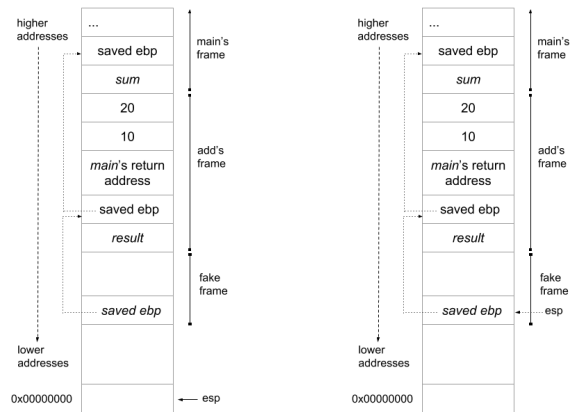 higher
addresses
...
saved ebp
sum
20
10
main's return
address
saved ebp
result
saved ebp
lower
addresses
0x00000000
main's
frame
add's
frame
fake
frame
esp
higher
addresses
...
saved ebp
sum
20
10
main's return
address
saved ebp
result
saved ebp
lower
addresses
0x00000000
main's
frame
add's
frame
fake
frame
esp